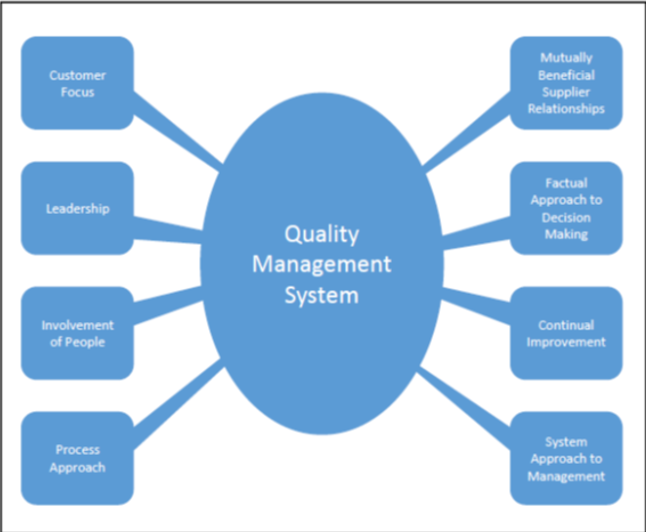 Customer
Focus
Leadership
Involvement
of People
Process
Approach
Quality
Management
System
Mutually
Beneficial
Supplier
Relationships
Factual
Approach to
Decision
Making
Continual
Improvement
System
Approach to
Management